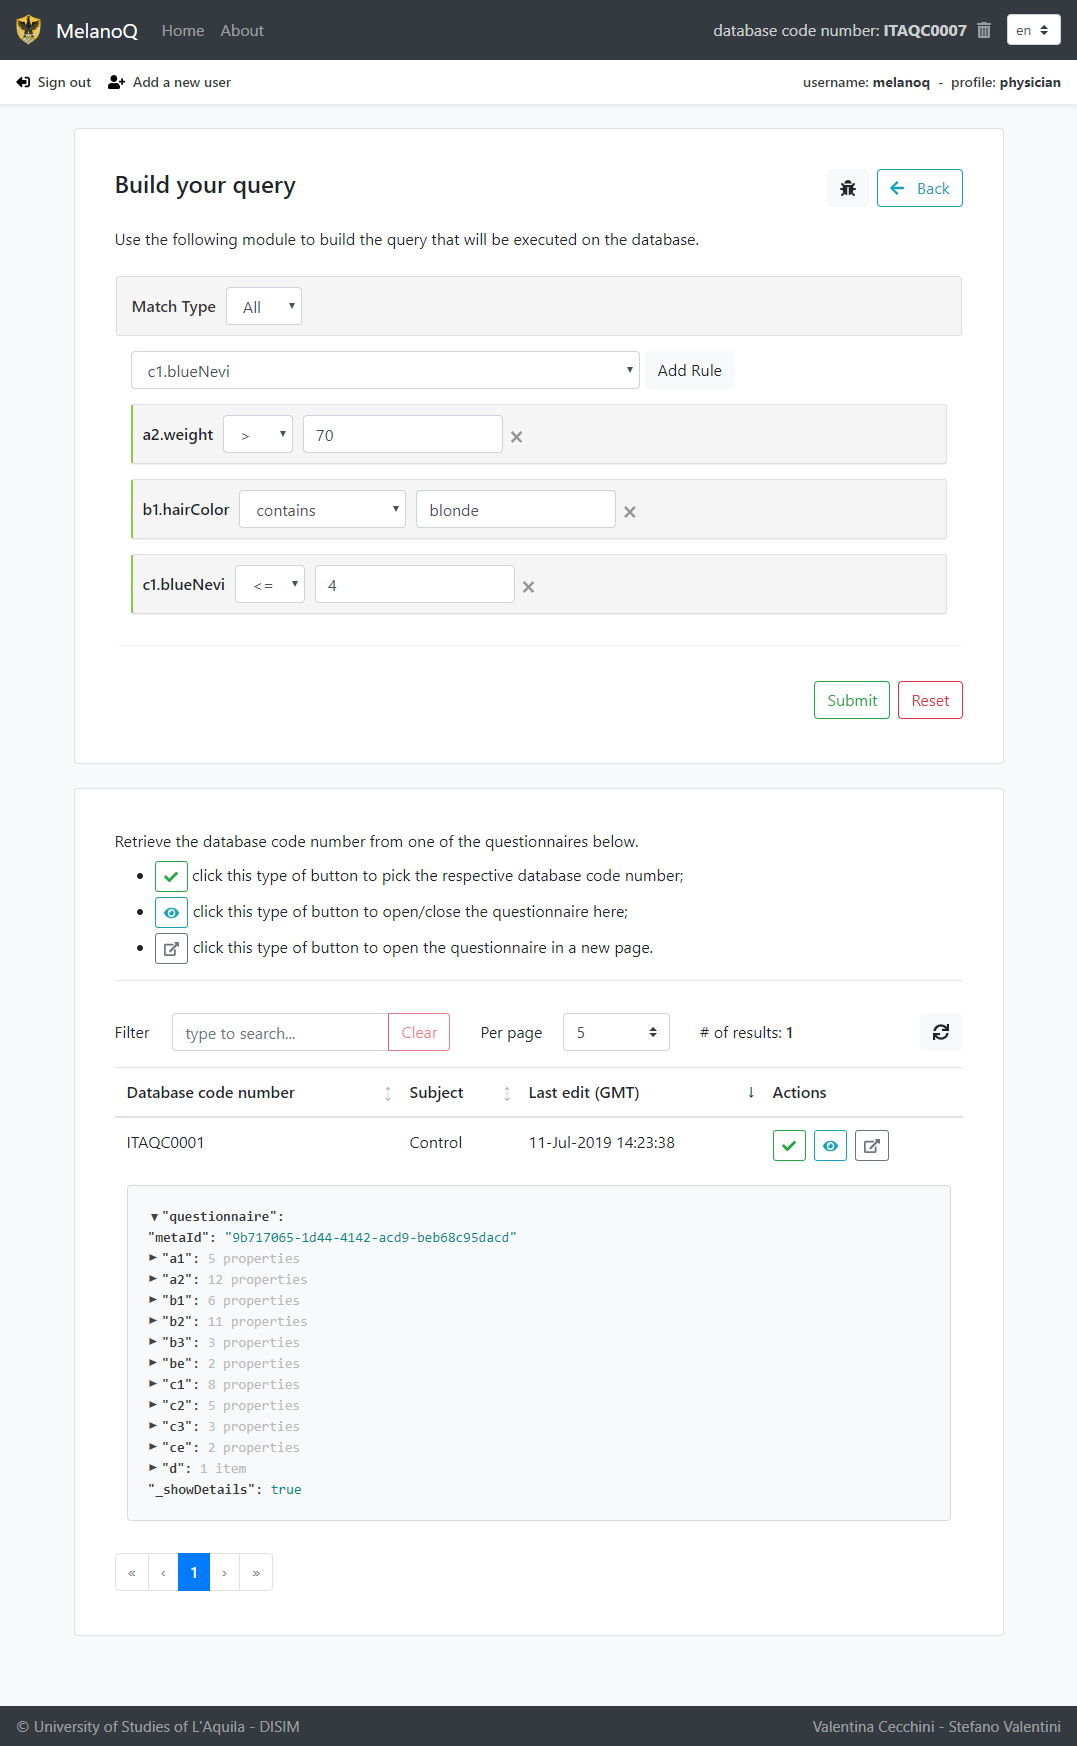 MelanoQ Home About database code number: ITAQC0007 en
Sign out Add a new user username: melanoq - profile: physician
Build your query Back
Use the following module to build the query that will be executed on the database.
Match Type All
c1.blueNevi Add Rule
a2.weight > 70 ×
b1.hairColor contains blonde ×
c1.blueNevi <= 4 ×
Submit Reset
Retrieve the database code number from one of the questionnaires below.
• click this type of button to pick the respective database code number;
• click this type of button to open/close the questionnaire here;
• click this type of button to open the questionnaire in a new page.
Filter type to search... Clear Per page 5 # of results: 1
Database code number Subject Last edit (GMT) Actions
ITAQC0001 Control 11-Jul-2019 14:23:38
"questionnaire":
"metaId": "9b717065-1d44-4142-acd9-beb68c95dacd"
"a1": 5 properties
"a2": 12 properties
"b1": 6 properties
"b2": 11 properties
"b3": 3 properties
"be": 2 properties
"c1": 8 properties
"c2": 5 properties
"c3": 3 properties
"ce": 2 properties
"d": 1 item
"_showDetails": true
« ‹ 1 › »
© University of Studies of L'Aquila - DISIM Valentina Cecchini - Stefano Valentini